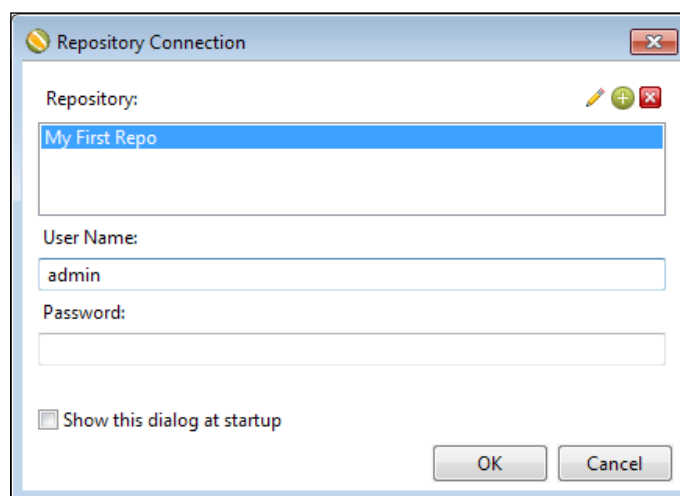 Repository Connection
Repository:
My First Repo
User Name:
admin
Password:
Show this dialog at startup
OK
Cancel